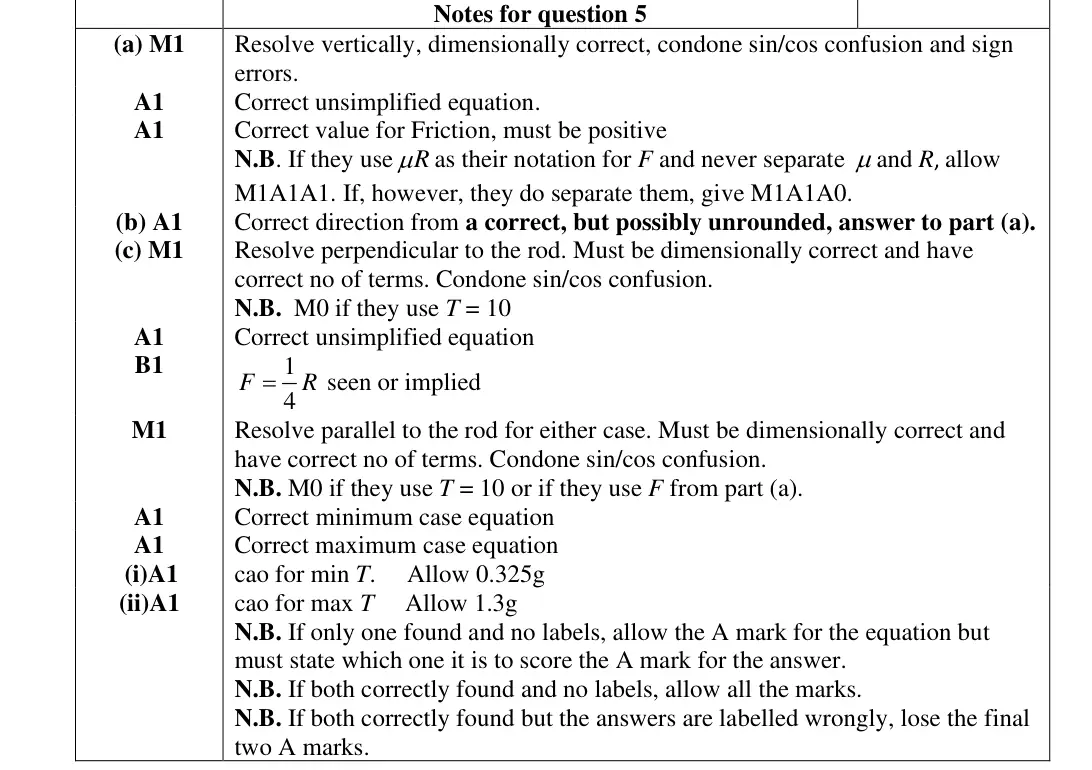 Notes for question 5
(a) M1 Resolve vertically, dimensionally correct, condone sin/cos confusion and sign
errors.
A1 Correct unsimplified equation.
A1 Correct value for Friction, must be positive
N.B. If they use μR as their notation for F and never separate μ and R, allow
M1A1A1. If, however, they do separate them, give M1A1A0.
(b) A1 Correct direction from a correct, but possibly unrounded, answer to part (a).
(c) M1 Resolve perpendicular to the rod. Must be dimensionally correct and have
correct no of terms. Condone sin/cos confusion.
N.B. M0 if they use T = 10
A1 Correct unsimplified equation
B1 F = 1/4 R seen or implied
M1 Resolve parallel to the rod for either case. Must be dimensionally correct and
have correct no of terms. Condone sin/cos confusion.
N.B. M0 if they use T = 10 or if they use F from part (a).
A1 Correct minimum case equation
A1 Correct maximum case equation
(i)A1 cao for min T. Allow 0.325g
(ii)A1 cao for max T Allow 1.3g
N.B. If only one found and no labels, allow the A mark for the equation but
must state which one it is to score the A mark for the answer.
N.B. If both correctly found and no labels, allow all the marks.
N.B. If both correctly found but the answers are labelled wrongly, lose the final
two A marks.